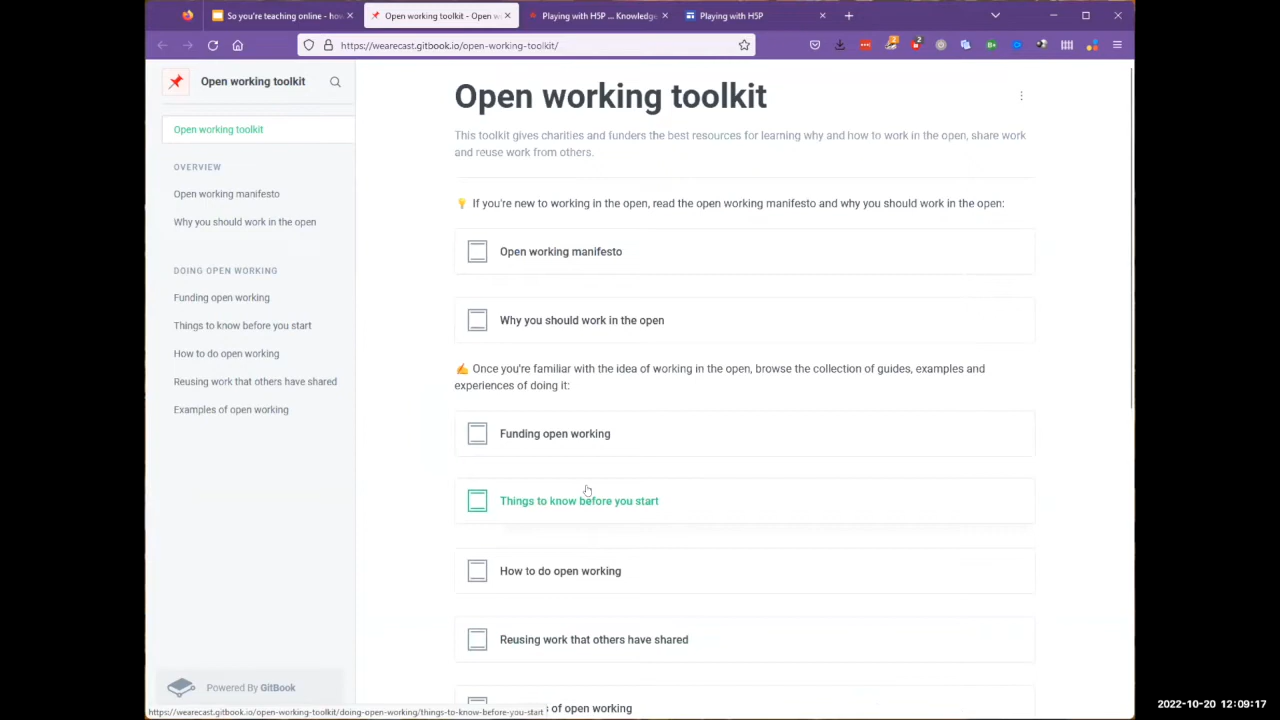 So you're teaching online - how
Open working toolkit - Open wo
Playing with H5P ... Knowledge
Playing with H5P
https://wearecast.gitbook.io/open-working-toolkit/
Open working toolkit
Open working toolkit
OVERVIEW
Open working manifesto
Why you should work in the open
DOING OPEN WORKING
Funding open working
Things to know before you start
How to do open working
Reusing work that others have shared
Examples of open working
Powered By GitBook
Open working toolkit
This toolkit gives charities and funders the best resources for learning why and how to work in the open, share work
and reuse work from others.
If you're new to working in the open, read the open working manifesto and why you should work in the open:
Open working manifesto
Why you should work in the open
Once you're familiar with the idea of working in the open, browse the collection of guides, examples and
experiences of doing it:
Funding open working
Things to know before you start
How to do open working
Reusing work that others have shared
of open working
https://wearecast.gitbook.io/open-working-toolkit/doing-open-working/things-to-know-before-you-start
2022-10-20 12:09:17